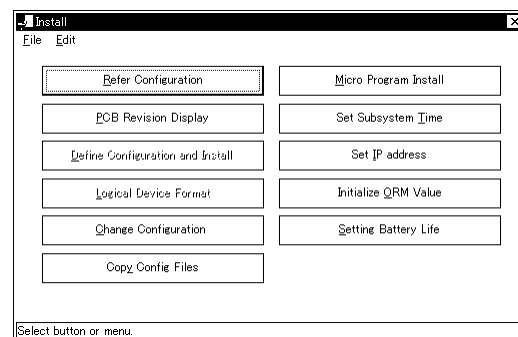 Install
File Edit
Refer Configuration
Micro Program Install
PCB Revision Display
Set Subsystem Time
Define Configuration and Install
Set IP address
Logical Device Format
Initialize ORM Value
Change Configuration
Setting Battery Life
Copy Config Files
Select button or menu.